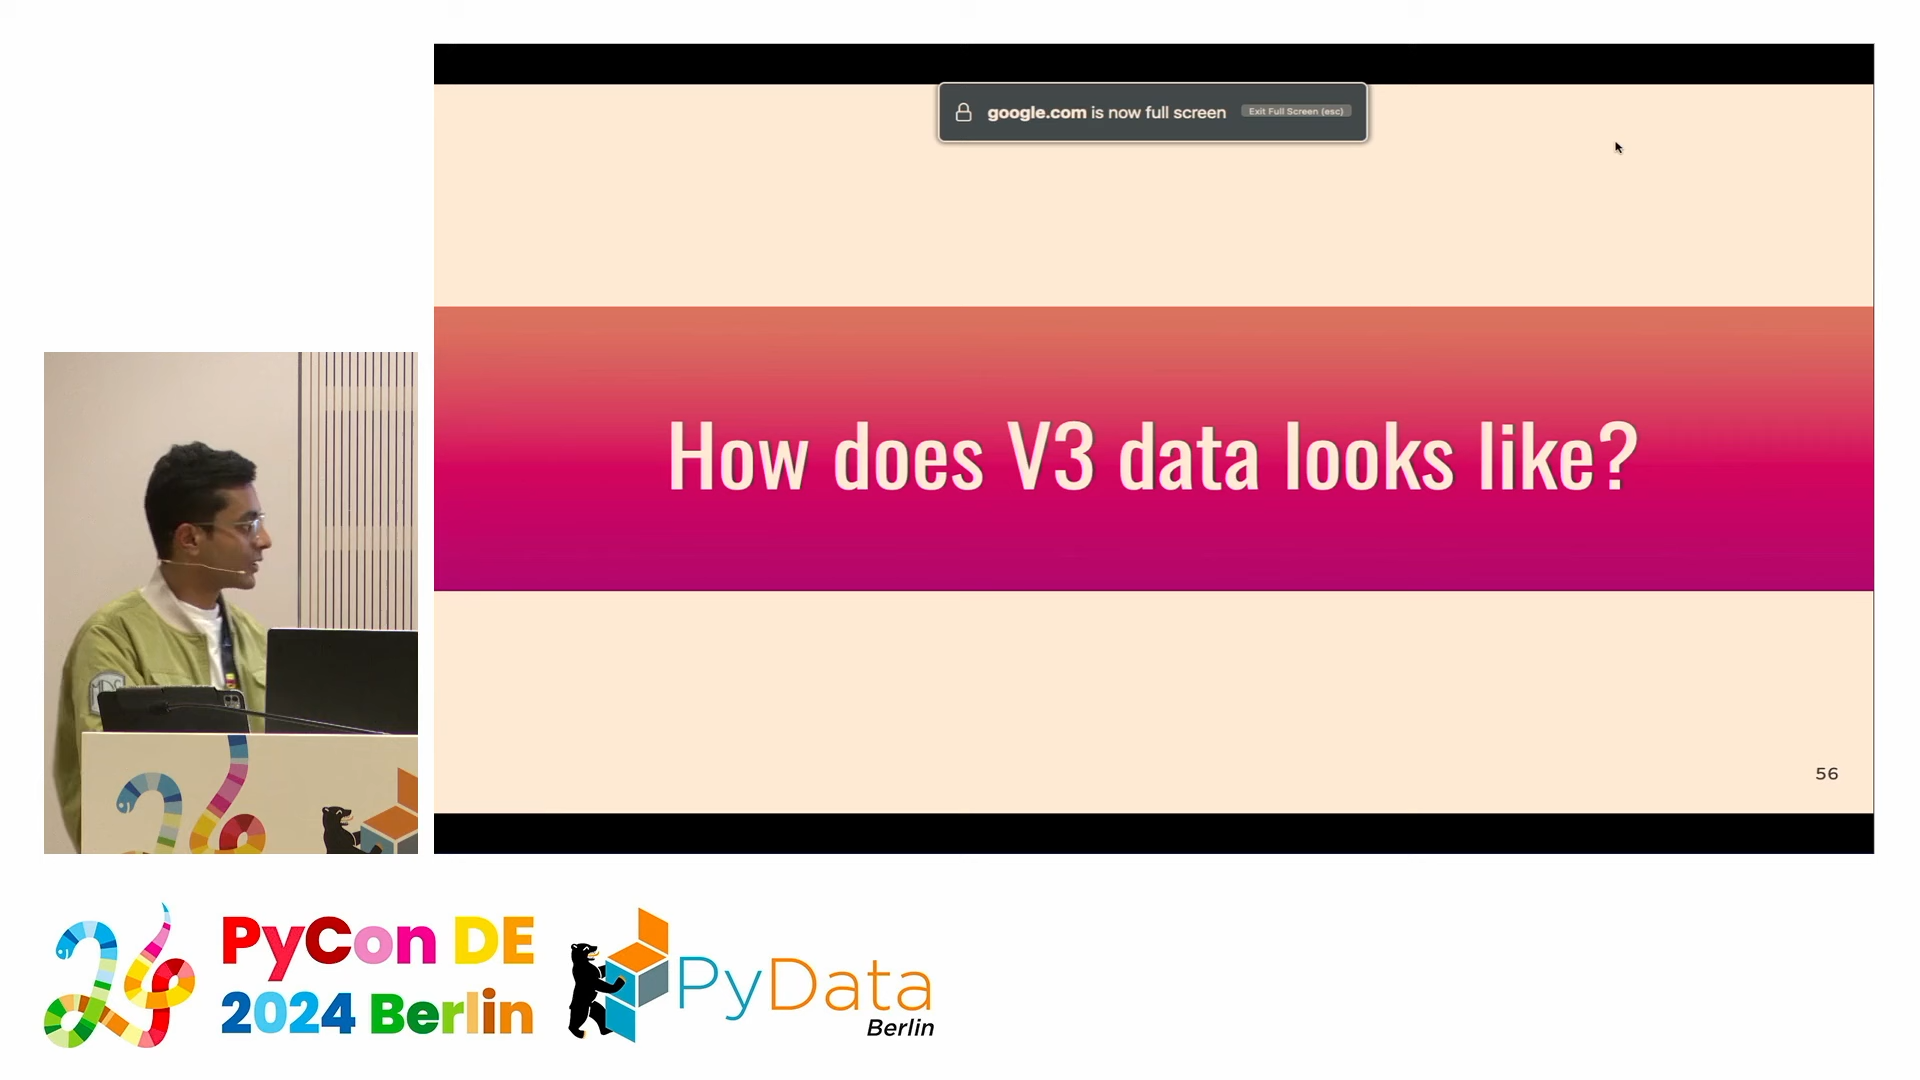 google.com is now full screen
Exit Full Screen (esc)
How does V3 data looks like?
56
MDS
PyCon DE
2024 Berlin
PyData
Berlin